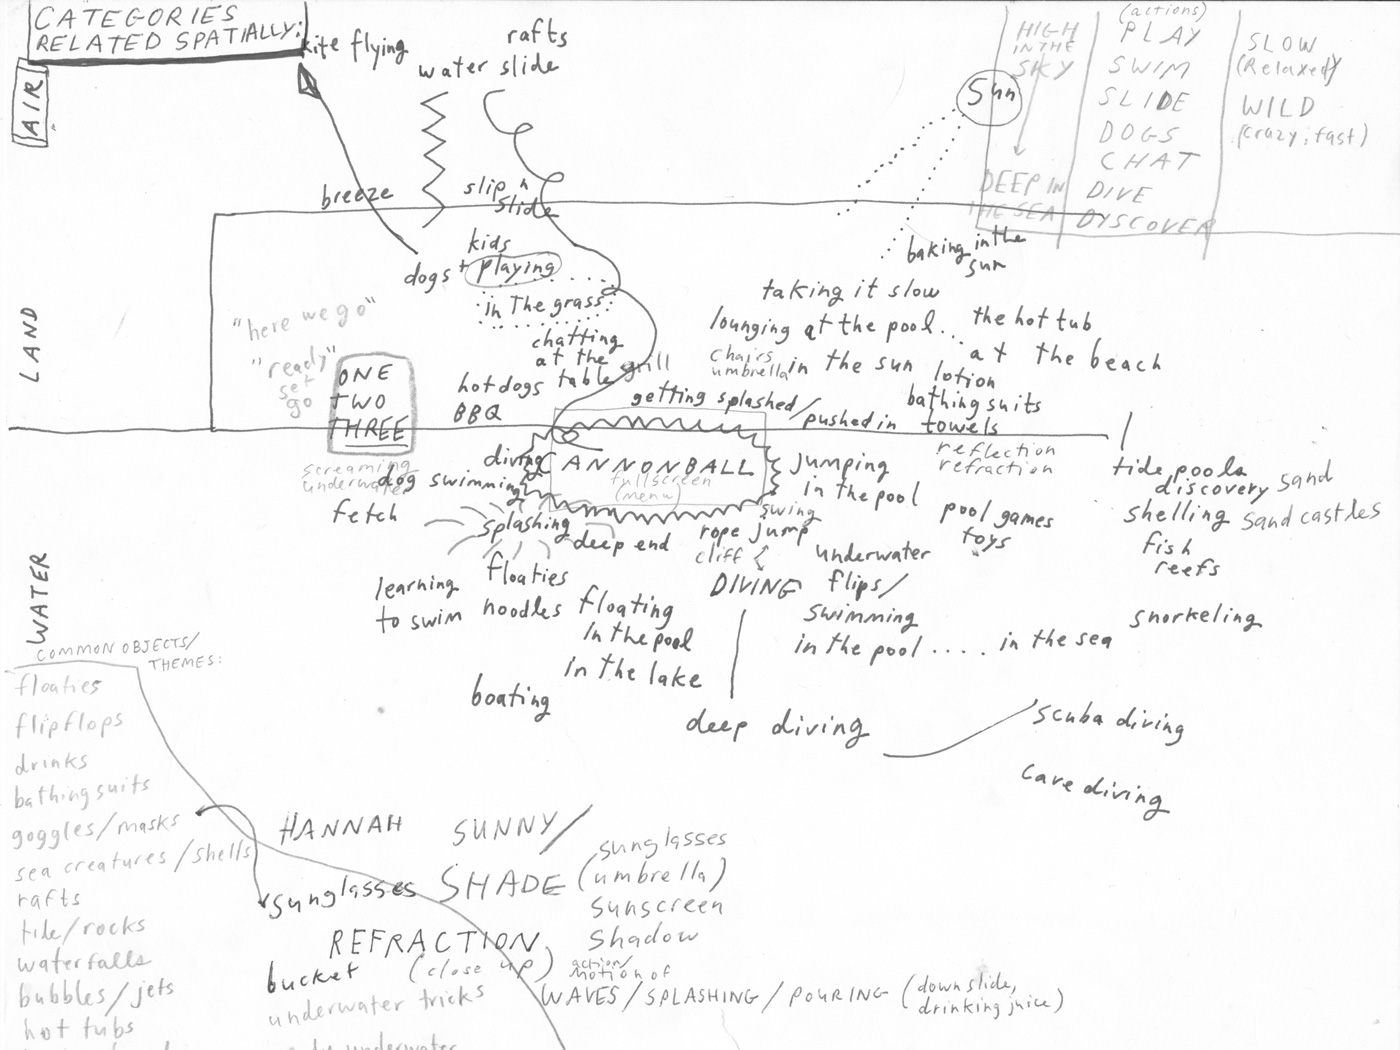 CATEGORIES
RELATED SPATIALLY:
AIR
kite flying
rafts
water slide
Sun
HIGH
IN THE
SKY
DEEP IN
THE SEA
(actions)
PLAY
SWIM
SLIDE
DOGS
CHAT
DIVE
DISCOVER
SLOW
(Relaxed)
WILD
(crazy, fast)
breeze
slip n
slide
LAND
kids
dogs + playing
in the grass
baking in the
sun
"here we go"
"ready"
set
go
ONE
TWO
THREE
chatting
at the
table grill
hot dogs
BBQ
taking it slow
lounging at the pool... the hot tub
chairs
umbrella
in the sun
at the beach
lotion
bathing suits
towels
getting splashed/
pushed in
reflection
refraction
WATER
screaming
underwater
diving
CANNONBALL
fullscreen
(menu)
dog swimming
fetch
splashing
deep end
floaties
noodles
learning
to swim
jumping
in the pool
swing
rope jump
cliff
DIVING
underwater
flips/
swimming
in the pool .... in the sea
pool games
toys
tide pools
discovery
sand
shelling
sand castles
fish
reefs
snorkeling
floating
in the pool
in the lake
boating
deep diving
scuba diving
cave diving
COMMON OBJECTS/
THEMES:
floaties
flipflops
drinks
bathingsuits
goggles/masks
sea creatures/shells
rafts
tile/rocks
waterfalls
bubbles/jets
hot tubs
HANNAH
sunglasses
SUNNY/
SHADE
sunglasses
(umbrella)
sunscreen
shadow
REFRACTION
(close up)
bucket
underwater tricks
underwater
action/
motion of
WAVES/SPLASHING/POURING (down slide,
drinking juice)